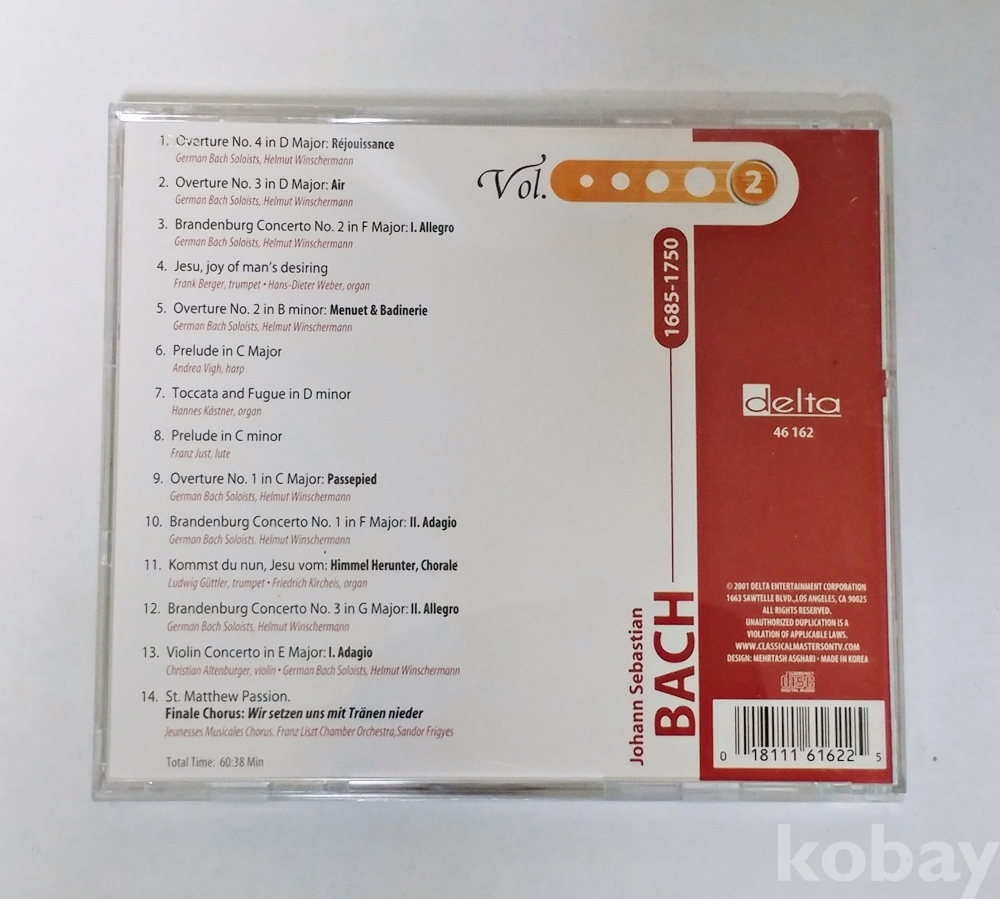 1. Overture No. 4 in D Major: Réjouissance
German Bach Soloists, Helmut Winschermann
2. Overture No. 3 in D Major: Air
German Bach Soloists, Helmut Winschermann
3. Brandenburg Concerto No. 2 in F Major: I. Allegro
German Bach Soloists, Helmut Winschermann
4. Jesu, joy of man's desiring
Frank Berger, trumpet • Hans-Dieter Weber, organ
5. Overture No. 2 in B minor: Menuet & Badinerie
German Bach Soloists, Helmut Winschermann
6. Prelude in C Major
Andrea Vigh, harp
7. Toccata and Fugue in D minor
Hannes Kästner, organ
8. Prelude in C minor
Franz Just, lute
9. Overture No. 1 in C Major: Passepied
German Bach Soloists, Helmut Winschermann
10. Brandenburg Concerto No. 1 in F Major: II. Adagio
German Bach Soloists. Helmut Winschermann
11. Kommst du nun, Jesu vom: Himmel Herunter, Chorale
Ludwig Güttler, trumpet • Friedrich Kircheis, organ
12. Brandenburg Concerto No. 3 in G Major: II. Allegro
German Bach Soloists, Helmut Winschermann
13. Violin Concerto in E Major: I. Adagio
Christian Altenburger, violin • German Bach Soloists, Helmut Winschermann
14. St. Matthew Passion.
Finale Chorus: Wir setzen uns mit Tränen nieder
Jeunesses Musicales Chorus. Franz Liszt Chamber Orchestra, Sandor Frigyes
Total Time: 60:38 Min
Vol. 2
1685-1750
Johann Sebastian
BACH
delta
46 162
© 2001 DELTA ENTERTAINMENT CORPORATION
1663 SAWTELLE BLVD., LOS ANGELES, CA 90025
ALL RIGHTS RESERVED.
UNAUTHORIZED DUPLICATION IS A
VIOLATION OF APPLICABLE LAWS.
WWW.CLASSICALMASTERSONTV.COM
DESIGN: MEHRTASH ASGHARI • MADE IN KOREA
COMPACT
disc
DIGITAL AUDIO
0 18111 61622 5
kobay